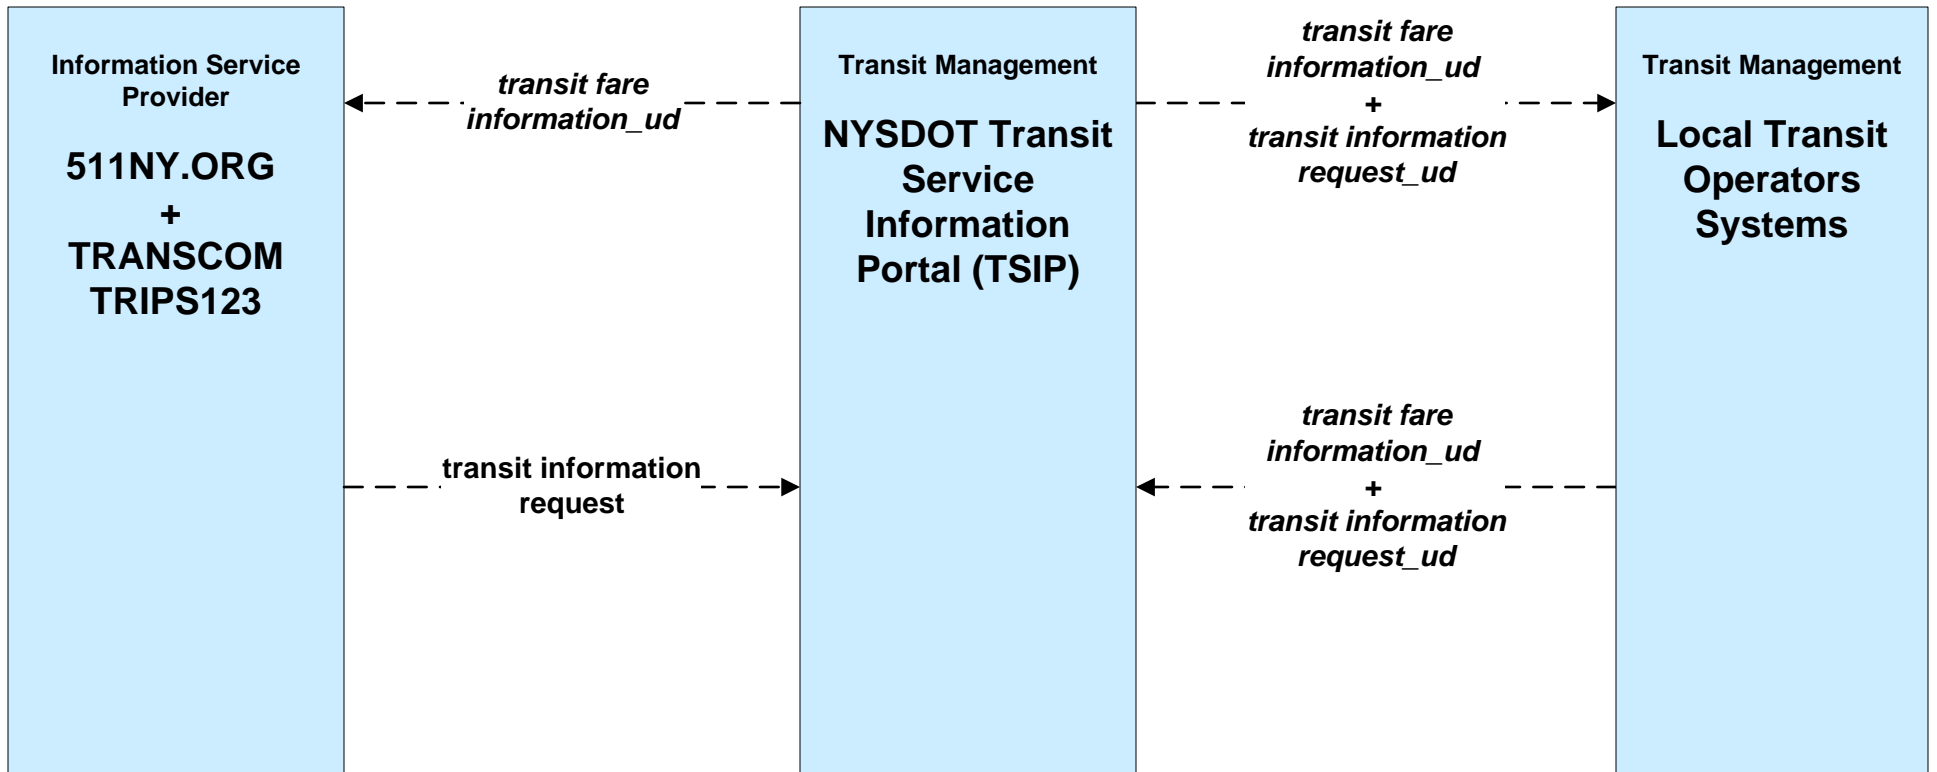 Information Service
Provider
511NY.ORG
+
TRANSCOM
TRIPS123
transit fare
information_ud
transit information
request
Transit Management
NYSDOT Transit
Service
Information
Portal (TSIP)
transit fare
information_ud
+
transit information
request_ud
transit fare
information_ud
+
transit information
request_ud
Transit Management
Local Transit
Operators
Systems